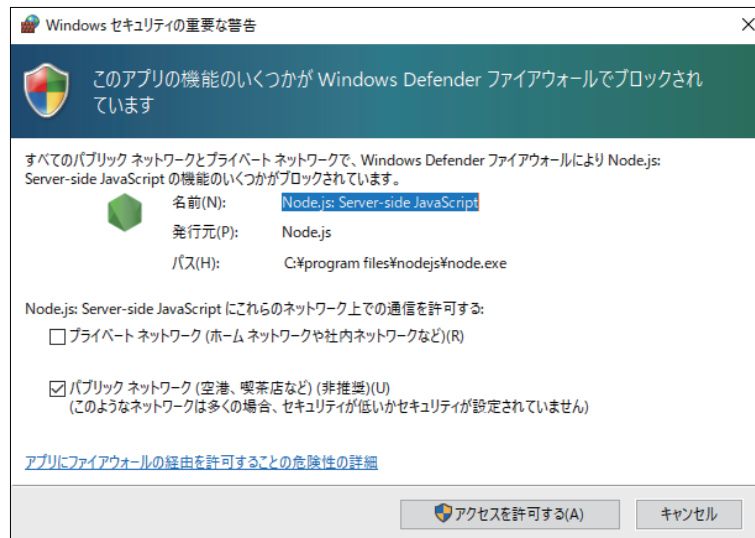 Windows セキュリティの重要な警告
このアプリの機能のいくつかが Windows Defender ファイアウォールでブロックされ
ています
すべてのパブリック ネットワークとプライベート ネットワークで、Windows Defender ファイアウォールにより Node.js:
Server-side JavaScript の機能のいくつかがブロックされています。
名前(N): Node.js: Server-side JavaScript
発行元(P): Node.js
パス(H): C:¥program files¥nodejs¥node.exe
Node.js: Server-side JavaScript にこれらのネットワーク上での通信を許可する:
プライベート ネットワーク (ホーム ネットワークや社内ネットワークなど)(R)
パブリック ネットワーク (空港、喫茶店など) (非推奨)(U)
(このようなネットワークは多くの場合、セキュリティが低いかセキュリティが設定されていません)
アプリにファイアウォールの経由を許可することの危険性の詳細
アクセスを許可する(A) キャンセル